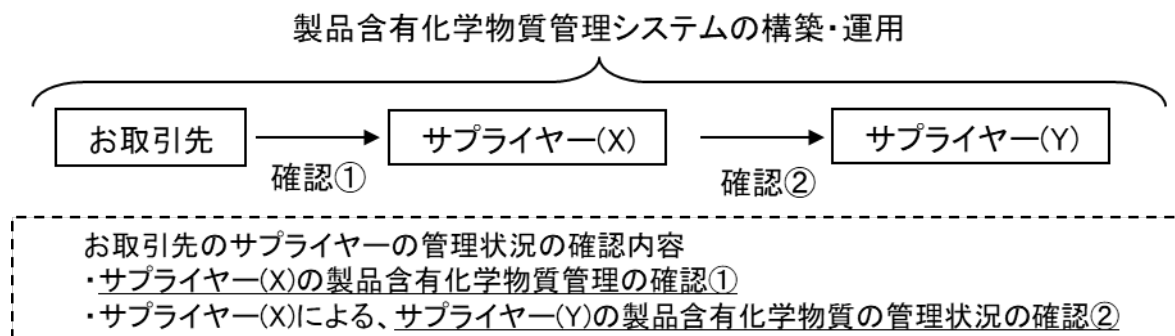 製品含有化学物質管理システムの構築・運用
お取引先
サプライヤー(X)
サプライヤー(Y)
確認①
確認②
お取引先のサプライヤーの管理状況の確認内容
・サプライヤー(X)の製品含有化学物質管理の確認①
・サプライヤー(X)による、サプライヤー(Y)の製品含有化学物質の管理状況の確認②